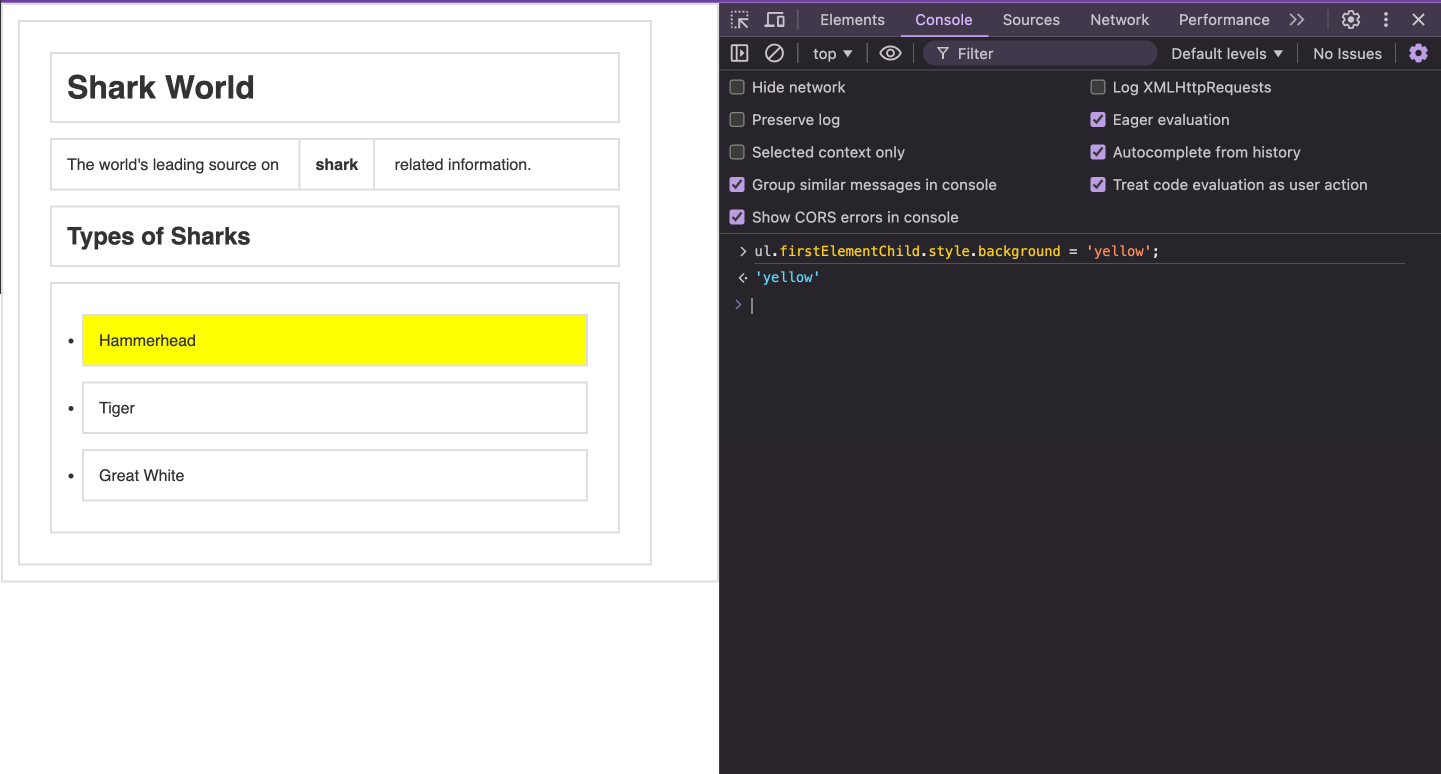 Shark World
The world's leading source on shark related information.
Types of Sharks
• Hammerhead
• Tiger
• Great White
Elements Console Sources Network Performance
top Filter Default levels No Issues
Hide network Log XMLHttpRequests
Preserve log Eager evaluation
Selected context only Autocomplete from history
Group similar messages in console Treat code evaluation as user action
Show CORS errors in console
> ul.firstElementChild.style.background = 'yellow';
'yellow'
>